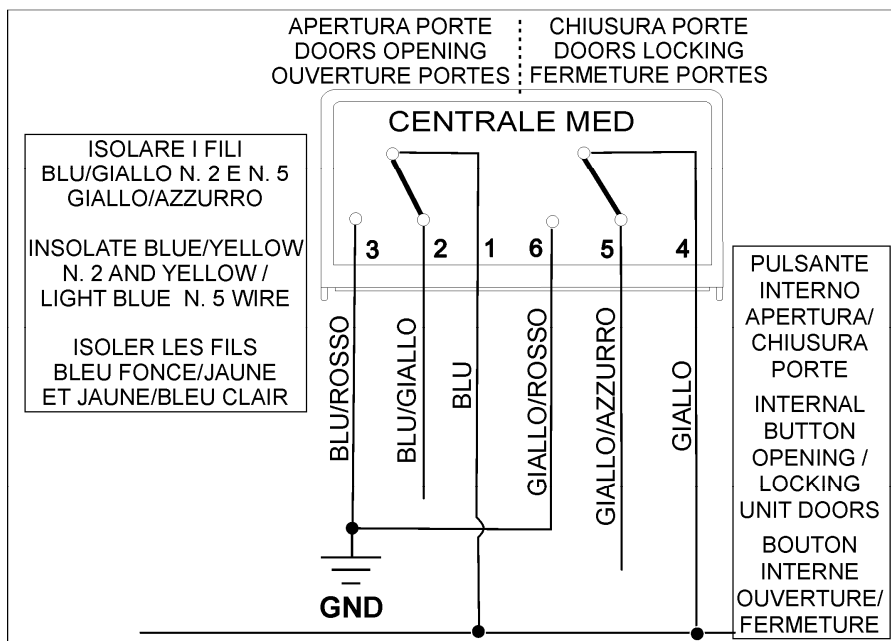 APERTURA PORTE
DOORS OPENING
OUVERTURE PORTES
CHIUSURA PORTE
DOORS LOCKING
FERMETURE PORTES
CENTRALE MED
ISOLARE I FILI
BLU/GIALLO N. 2 E N. 5
GIALLO/AZZURRO
INSOLATE BLUE/YELLOW
N. 2 AND YELLOW /
LIGHT BLUE N. 5 WIRE
ISOLER LES FILS
BLEU FONCE/JAUNE
ET JAUNE/BLEU CLAIR
3 2 1 6 5 4
BLU/ROSSO
BLU/GIALLO
BLU
GIALLO/ROSSO
GIALLO/AZZURRO
GIALLO
GND
PULSANTE
INTERNO
APERTURA/
CHIUSURA
PORTE
INTERNAL
BUTTON
OPENING /
LOCKING
UNIT DOORS
BOUTON
INTERNE
OUVERTURE/
FERMETURE